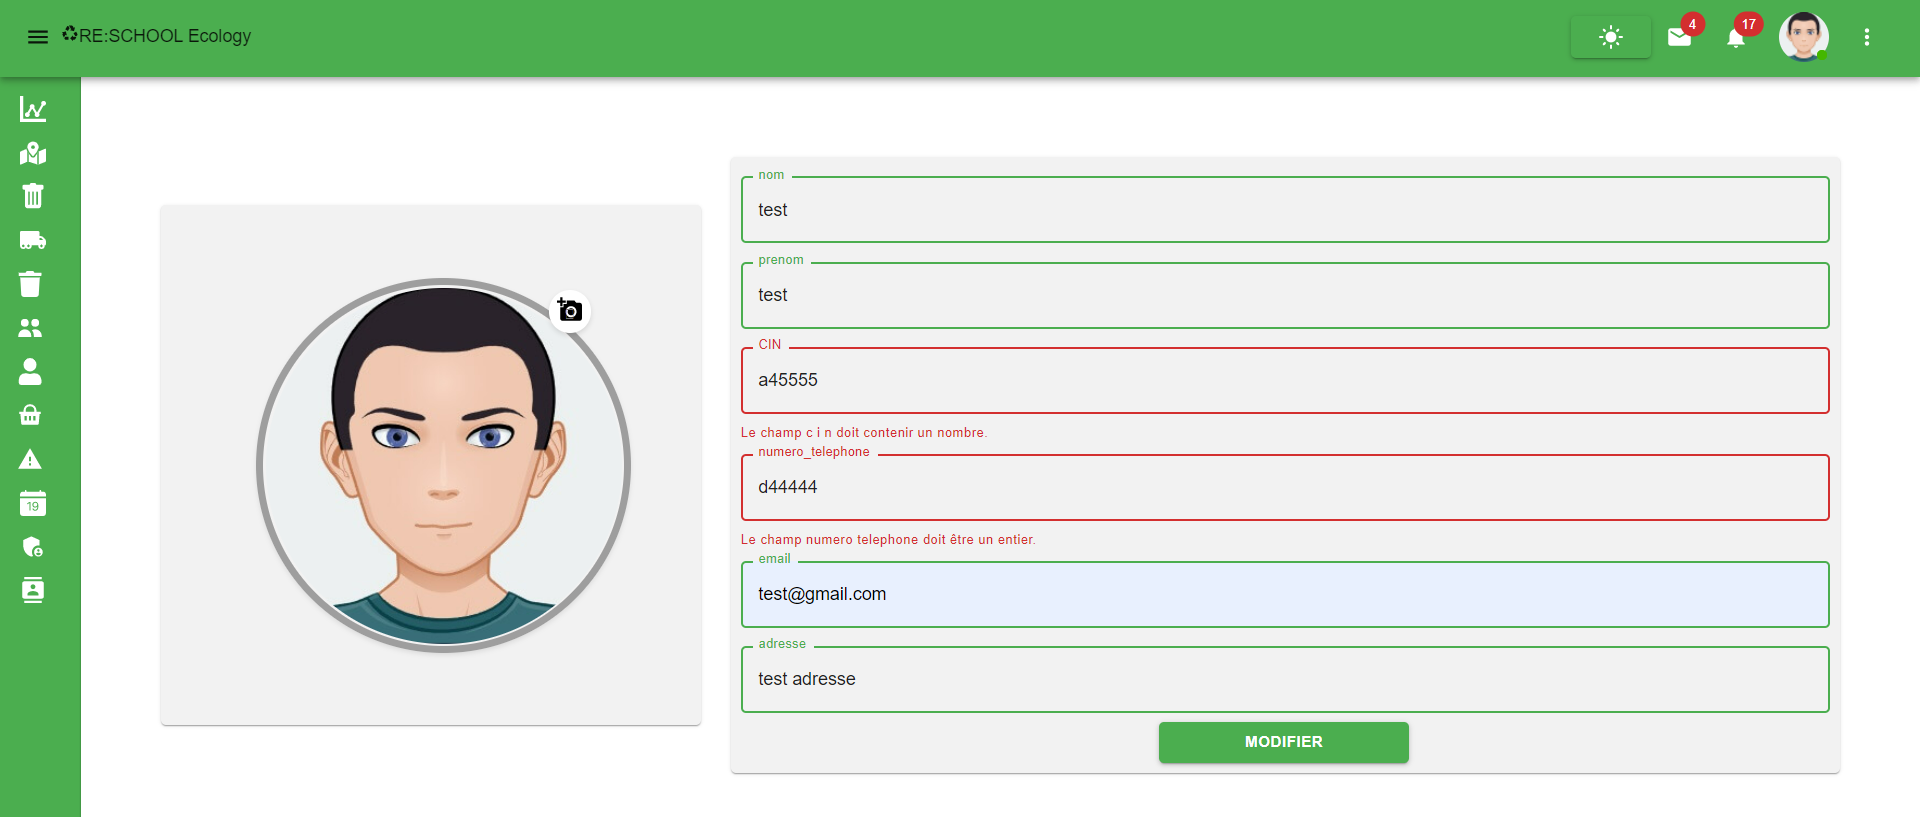 RE:SCHOOL Ecology
4
17
19
nom
test
prenom
test
CIN
a45555
Le champ c i n doit contenir un nombre.
numero_telephone
d44444
Le champ numero telephone doit être un entier.
email
test@gmail.com
adresse
test adresse
MODIFIER